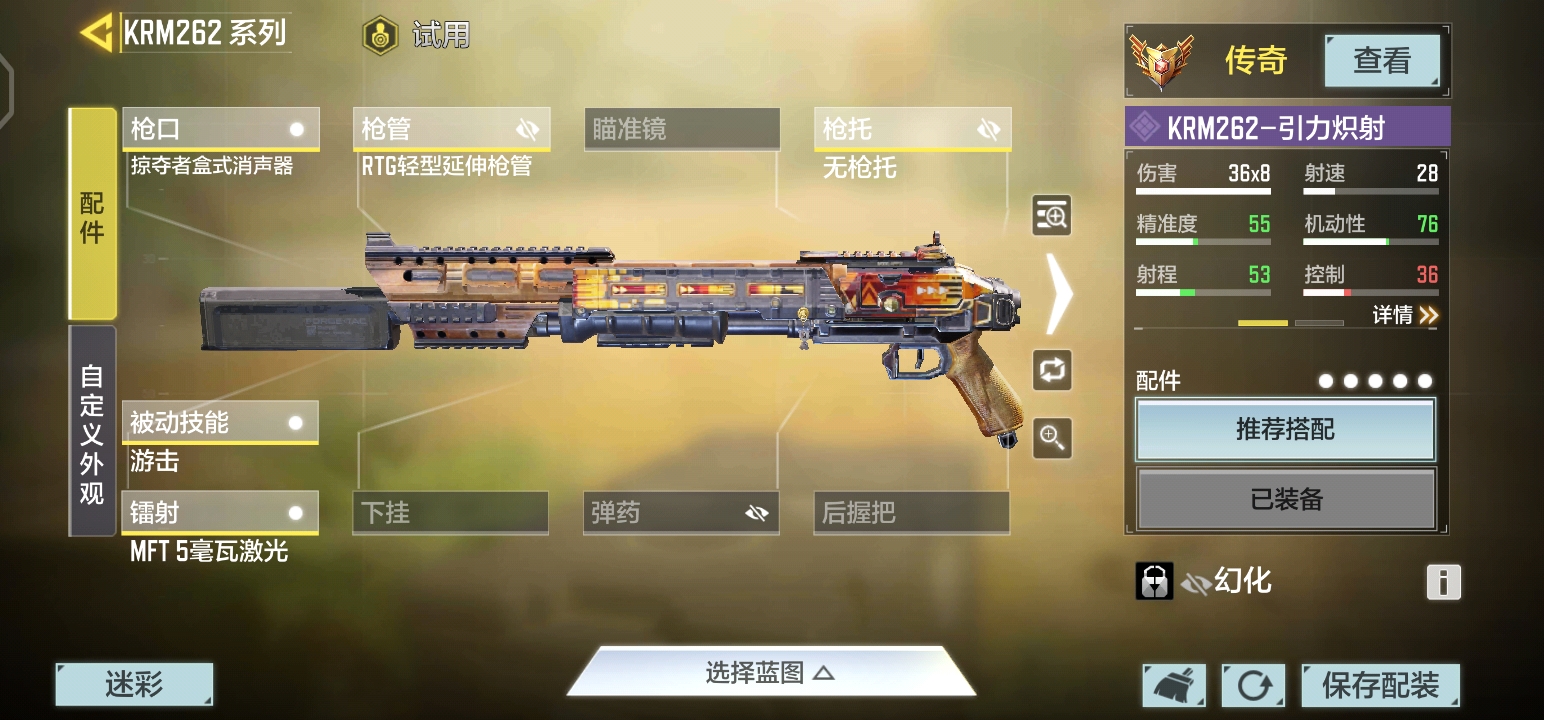 KRM262 系列
试用
传奇
查看
枪口
枪管
瞄准镜
枪托
掠夺者盒式消声器
RTG轻型延伸枪管
无枪托
KRM262-引力炽射
伤害 36x8
射速 28
精准度 55
机动性 76
射程 53
控制 36
详情
配件
自定义外观
配件
推荐搭配
已装备
被动技能
游击
镭射
下挂
弹药
后握把
MFT 5毫瓦激光
幻化
迷彩
选择蓝图
保存配装